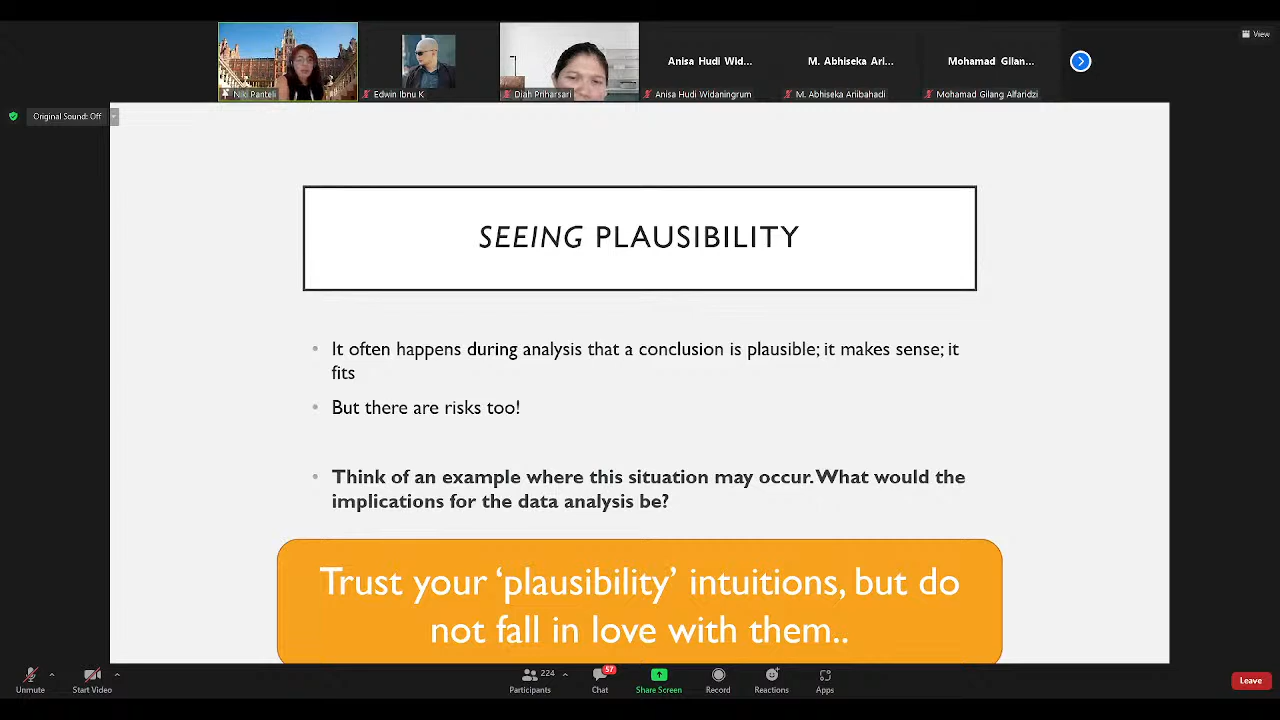 View
Anisa Hudi Wid...
M. Abhiseka Ari...
Mohamad Gilan...
Niki Panteli
Edwin Ibnu K
Diah Priharsari
Anisa Hudi Widaningrum
M. Abhiseka Ariibahadi
Mohamad Gilang Alfaridzi
Original Sound: Off
SEEING PLAUSIBILITY
• It often happens during analysis that a conclusion is plausible; it makes sense; it
fits
• But there are risks too!
• Think of an example where this situation may occur. What would the
implications for the data analysis be?
Trust your ‘plausibility’ intuitions, but do
not fall in love with them..
Unmute
Start Video
224
Participants
57
Chat
Share Screen
Record
Reactions
Apps
Leave